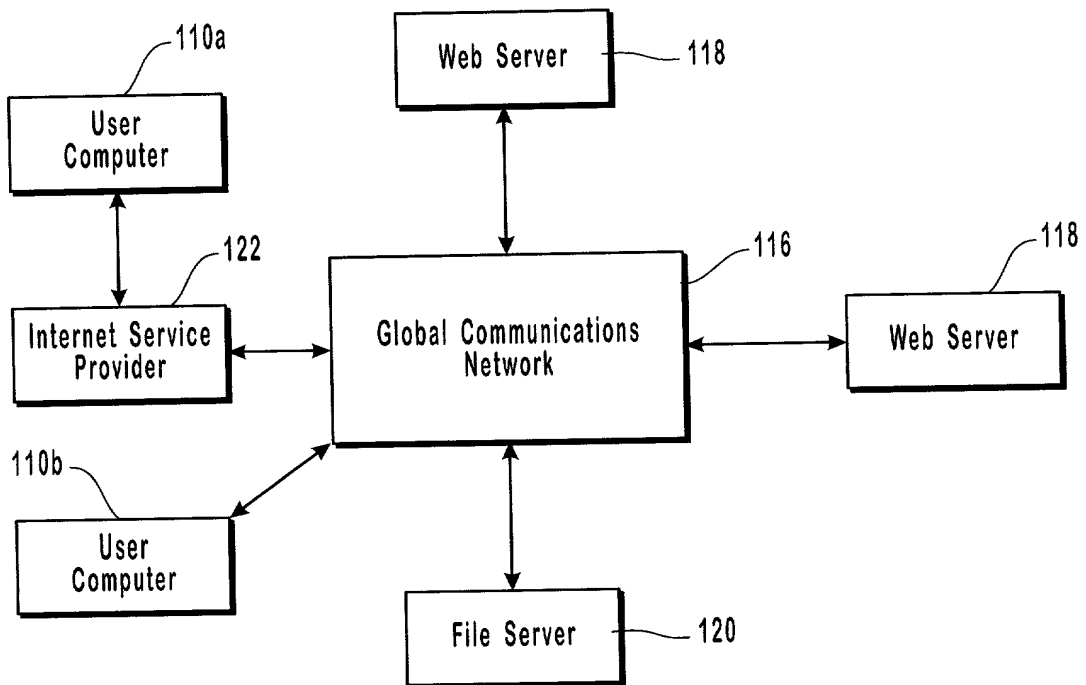 110a
User
Computer
Web Server
118
122
Internet Service
Provider
116
Global Communications
Network
118
Web Server
110b
User
Computer
File Server
120